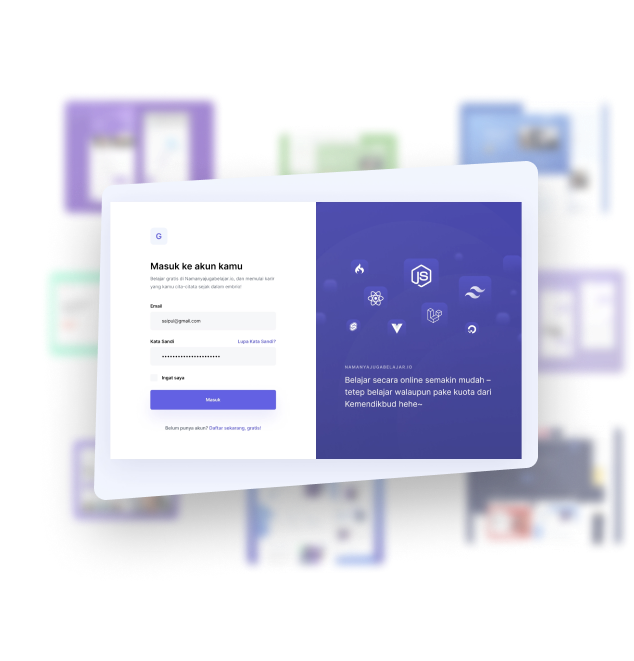 G
Masuk ke akun kamu
Belajar gratis di Namanyajugabelajar.io, dan memulai karir
yang kamu cita-citata sejak dalam embrio!
Email
saipul@gmail.com
Kata Sandi
Lupa Kata Sandi?
Ingat saya
Masuk
Belum punya akun? Daftar sekarang, gratis!
JS
NAMANYAJUGABELAJAR.IO
Belajar secara online semakin mudah –
tetep belajar walaupun pake kuota dari
Kemendikbud hehe~